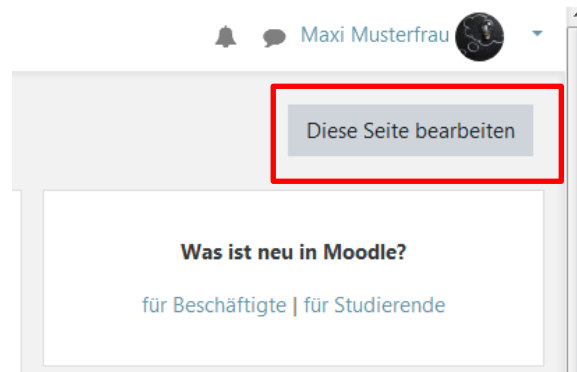 Maxi Musterfrau
Diese Seite bearbeiten
Was ist neu in Moodle?
für Beschäftigte | für Studierende